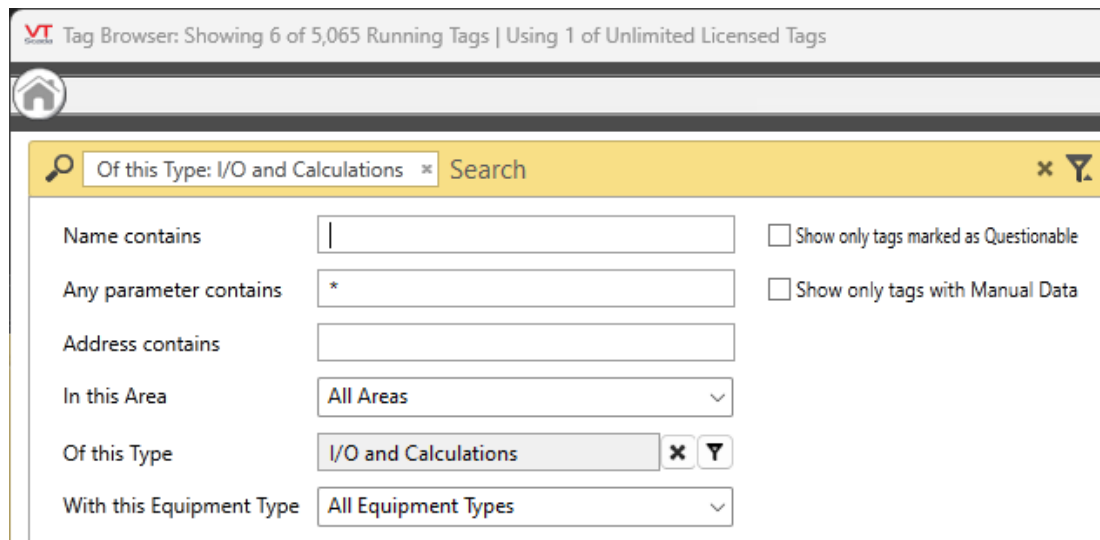 VT
Scada
Tag Browser: Showing 6 of 5,065 Running Tags | Using 1 of Unlimited Licensed Tags
Of this Type: I/O and Calculations × Search
Name contains
Show only tags marked as Questionable
Any parameter contains *
Show only tags with Manual Data
Address contains
In this Area All Areas
Of this Type I/O and Calculations
With this Equipment Type All Equipment Types